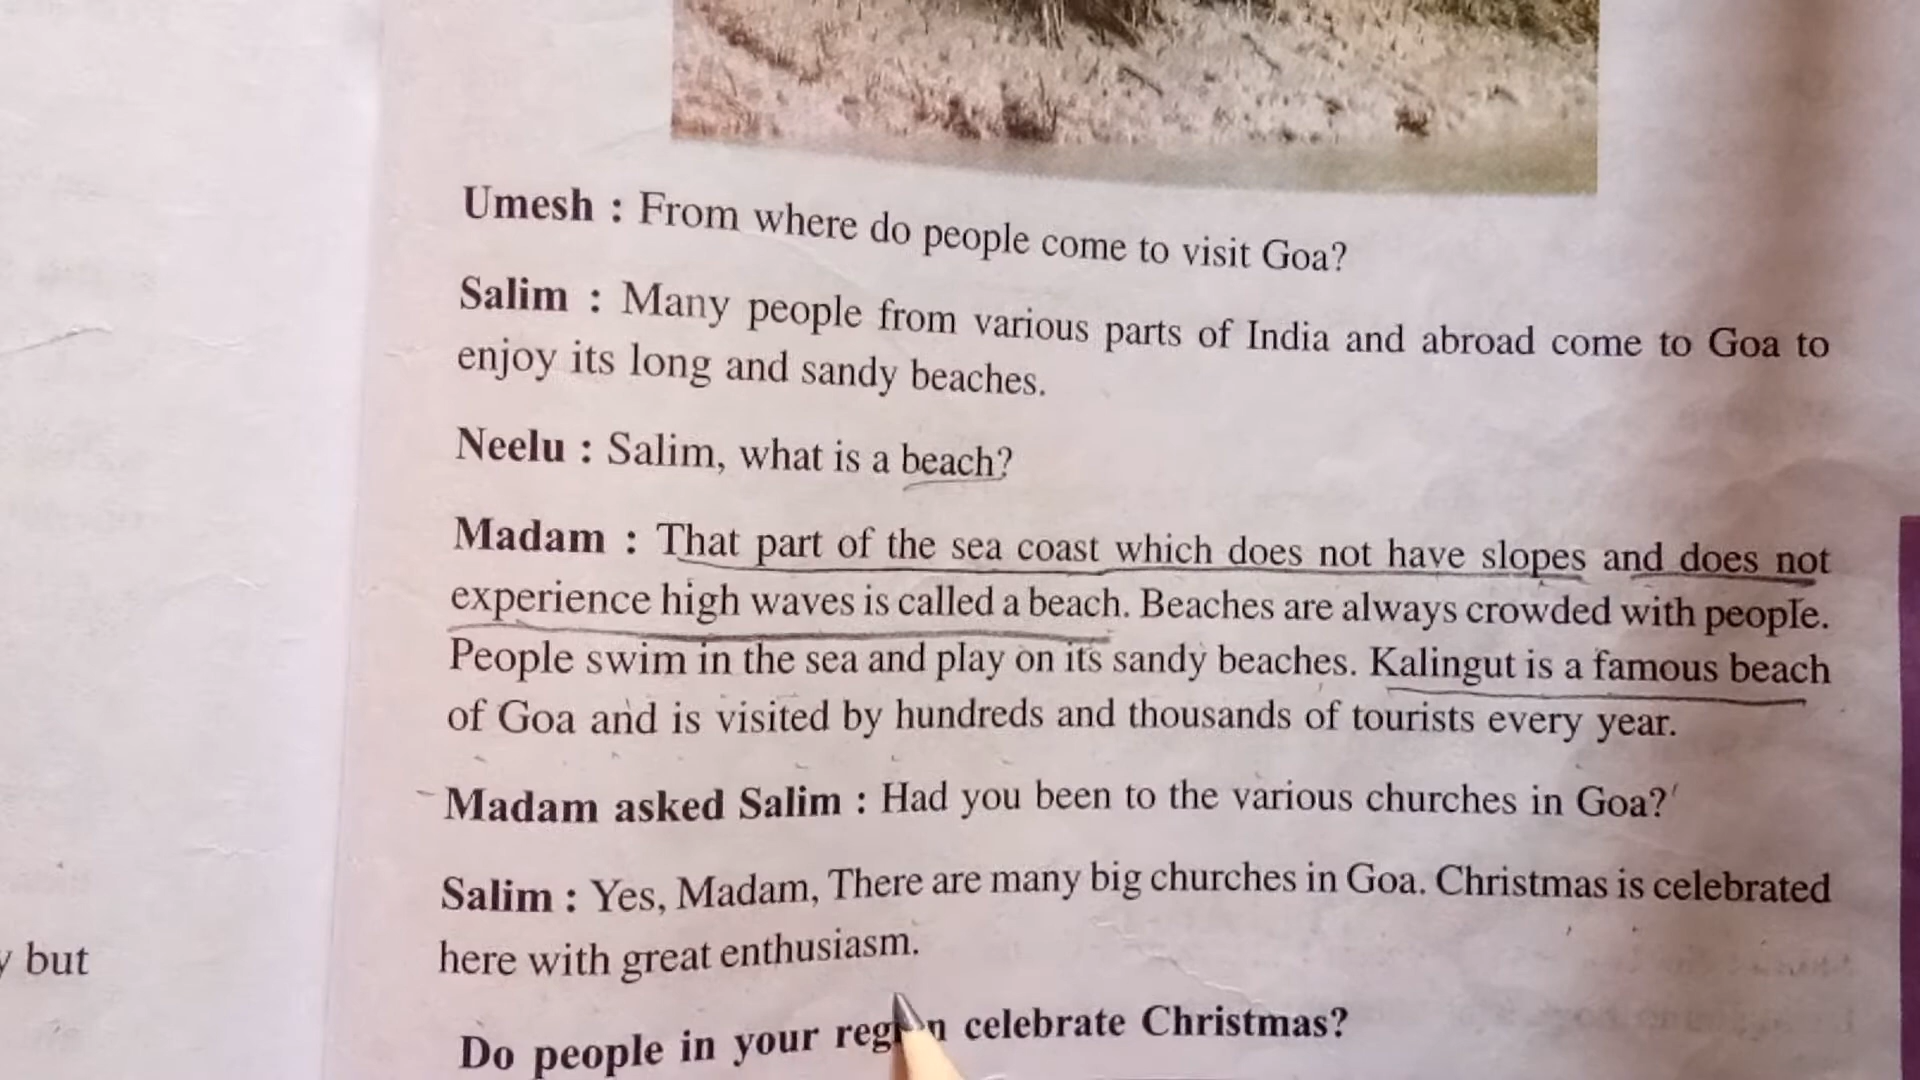 Umesh : From where do people come to visit Goa?
Salim : Many people from various parts of India and abroad come to Goa to
enjoy its long and sandy beaches.
Neelu : Salim, what is a beach?
Madam : That part of the sea coast which does not have slopes and does not
experience high waves is called a beach. Beaches are always crowded with people.
People swim in the sea and play on its sandy beaches. Kalingut is a famous beach
of Goa and is visited by hundreds and thousands of tourists every year.
Madam asked Salim : Had you been to the various churches in Goa?
Salim : Yes, Madam, There are many big churches in Goa. Christmas is celebrated
here with great enthusiasm.
but
Do people in your celebrate Christmas?